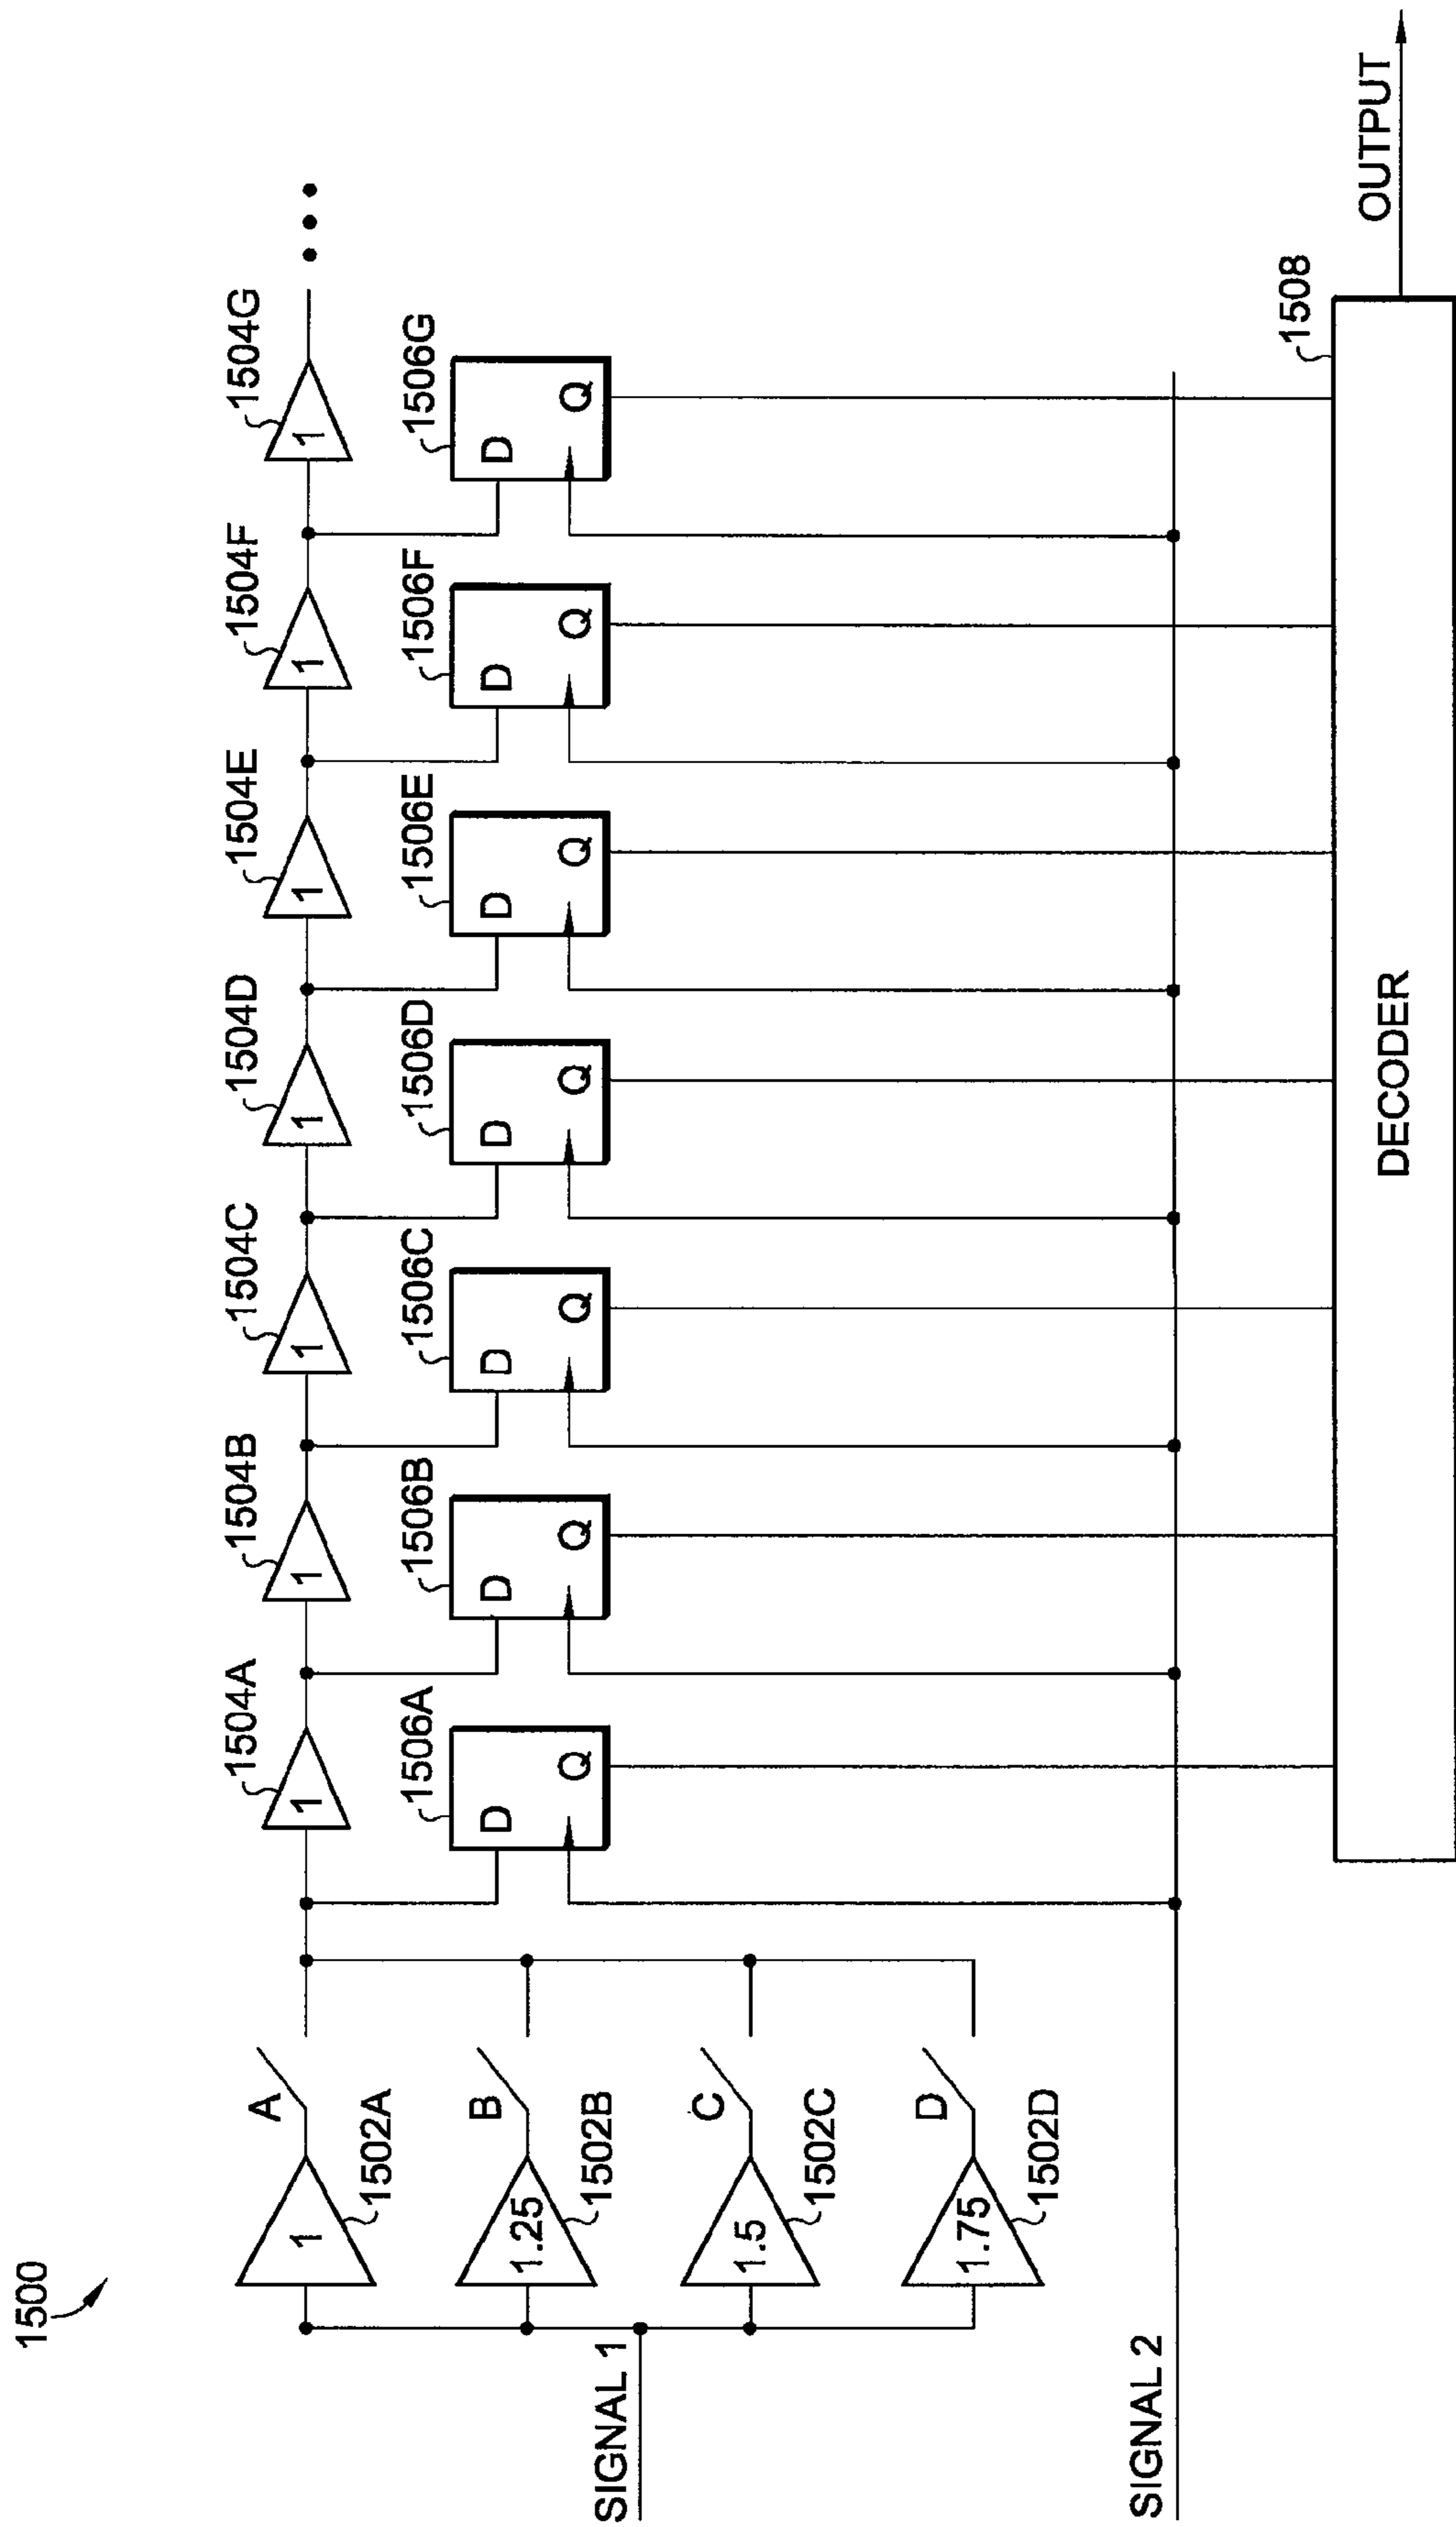 1500
1504A
1504B
1504C
1504D
1504E
1504F
1504G
1
1
1
1
1
1
1
1506A
1506B
1506C
1506D
1506E
1506F
1506G
D
D
D
D
D
D
D
Q
Q
Q
Q
Q
Q
Q
A
1
1502A
B
1.25
1502B
C
1.5
1502C
D
1.75
1502D
SIGNAL 1
SIGNAL 2
1508
DECODER
OUTPUT